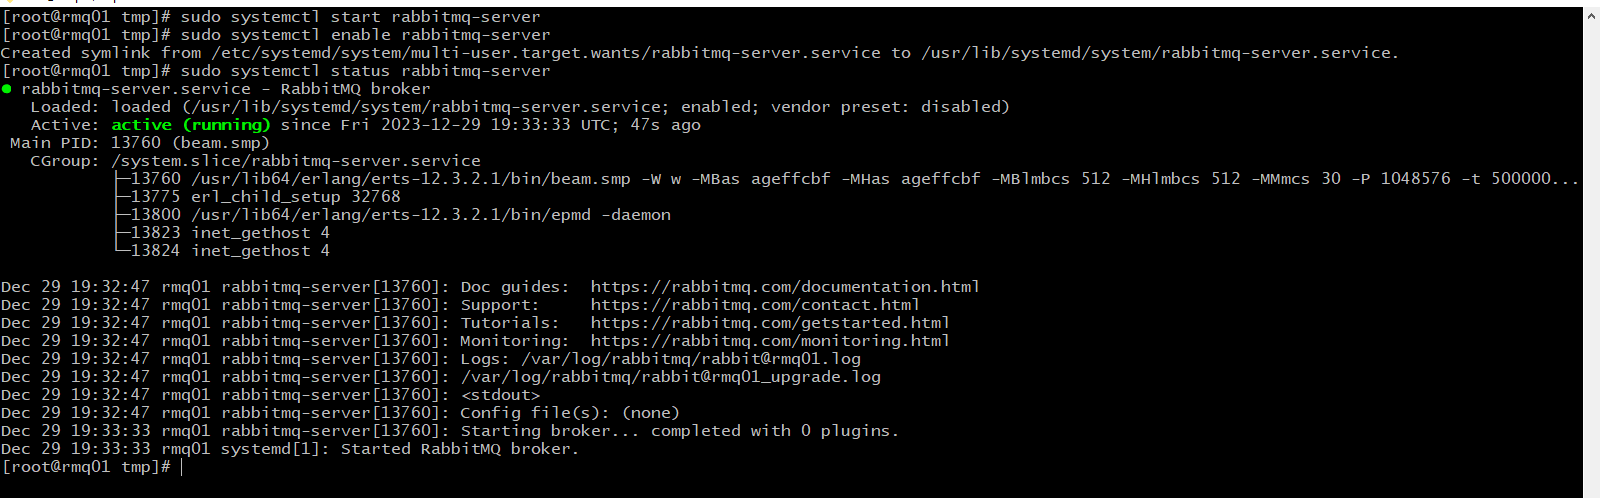 [root@rmq01 tmp]# sudo systemctl start rabbitmq-server
[root@rmq01 tmp]# sudo systemctl enable rabbitmq-server
Created symlink from /etc/systemd/system/multi-user.target.wants/rabbitmq-server.service to /usr/lib/systemd/system/rabbitmq-server.service.
[root@rmq01 tmp]# sudo systemctl status rabbitmq-server
● rabbitmq-server.service - RabbitMQ broker
   Loaded: loaded (/usr/lib/systemd/system/rabbitmq-server.service; enabled; vendor preset: disabled)
   Active: active (running) since Fri 2023-12-29 19:33:33 UTC; 47s ago
 Main PID: 13760 (beam.smp)
   CGroup: /system.slice/rabbitmq-server.service
           ├─13760 /usr/lib64/erlang/erts-12.3.2.1/bin/beam.smp -W w -MBas ageffcbf -MHas ageffcbf -MBlmbcs 512 -MHlmbcs 512 -MMmcs 30 -P 1048576 -t 500000...
           ├─13775 erl_child_setup 32768
           ├─13800 /usr/lib64/erlang/erts-12.3.2.1/bin/epmd -daemon
           ├─13823 inet_gethost 4
           └─13824 inet_gethost 4
Dec 29 19:32:47 rmq01 rabbitmq-server[13760]: Doc guides:  https://rabbitmq.com/documentation.html
Dec 29 19:32:47 rmq01 rabbitmq-server[13760]: Support:     https://rabbitmq.com/contact.html
Dec 29 19:32:47 rmq01 rabbitmq-server[13760]: Tutorials:   https://rabbitmq.com/getstarted.html
Dec 29 19:32:47 rmq01 rabbitmq-server[13760]: Monitoring:  https://rabbitmq.com/monitoring.html
Dec 29 19:32:47 rmq01 rabbitmq-server[13760]: Logs: /var/log/rabbitmq/rabbit@rmq01.log
Dec 29 19:32:47 rmq01 rabbitmq-server[13760]: /var/log/rabbitmq/rabbit@rmq01_upgrade.log
Dec 29 19:32:47 rmq01 rabbitmq-server[13760]: <stdout>
Dec 29 19:32:47 rmq01 rabbitmq-server[13760]: Config file(s): (none)
Dec 29 19:33:33 rmq01 rabbitmq-server[13760]: Starting broker... completed with 0 plugins.
Dec 29 19:33:33 rmq01 systemd[1]: Started RabbitMQ broker.
[root@rmq01 tmp]#